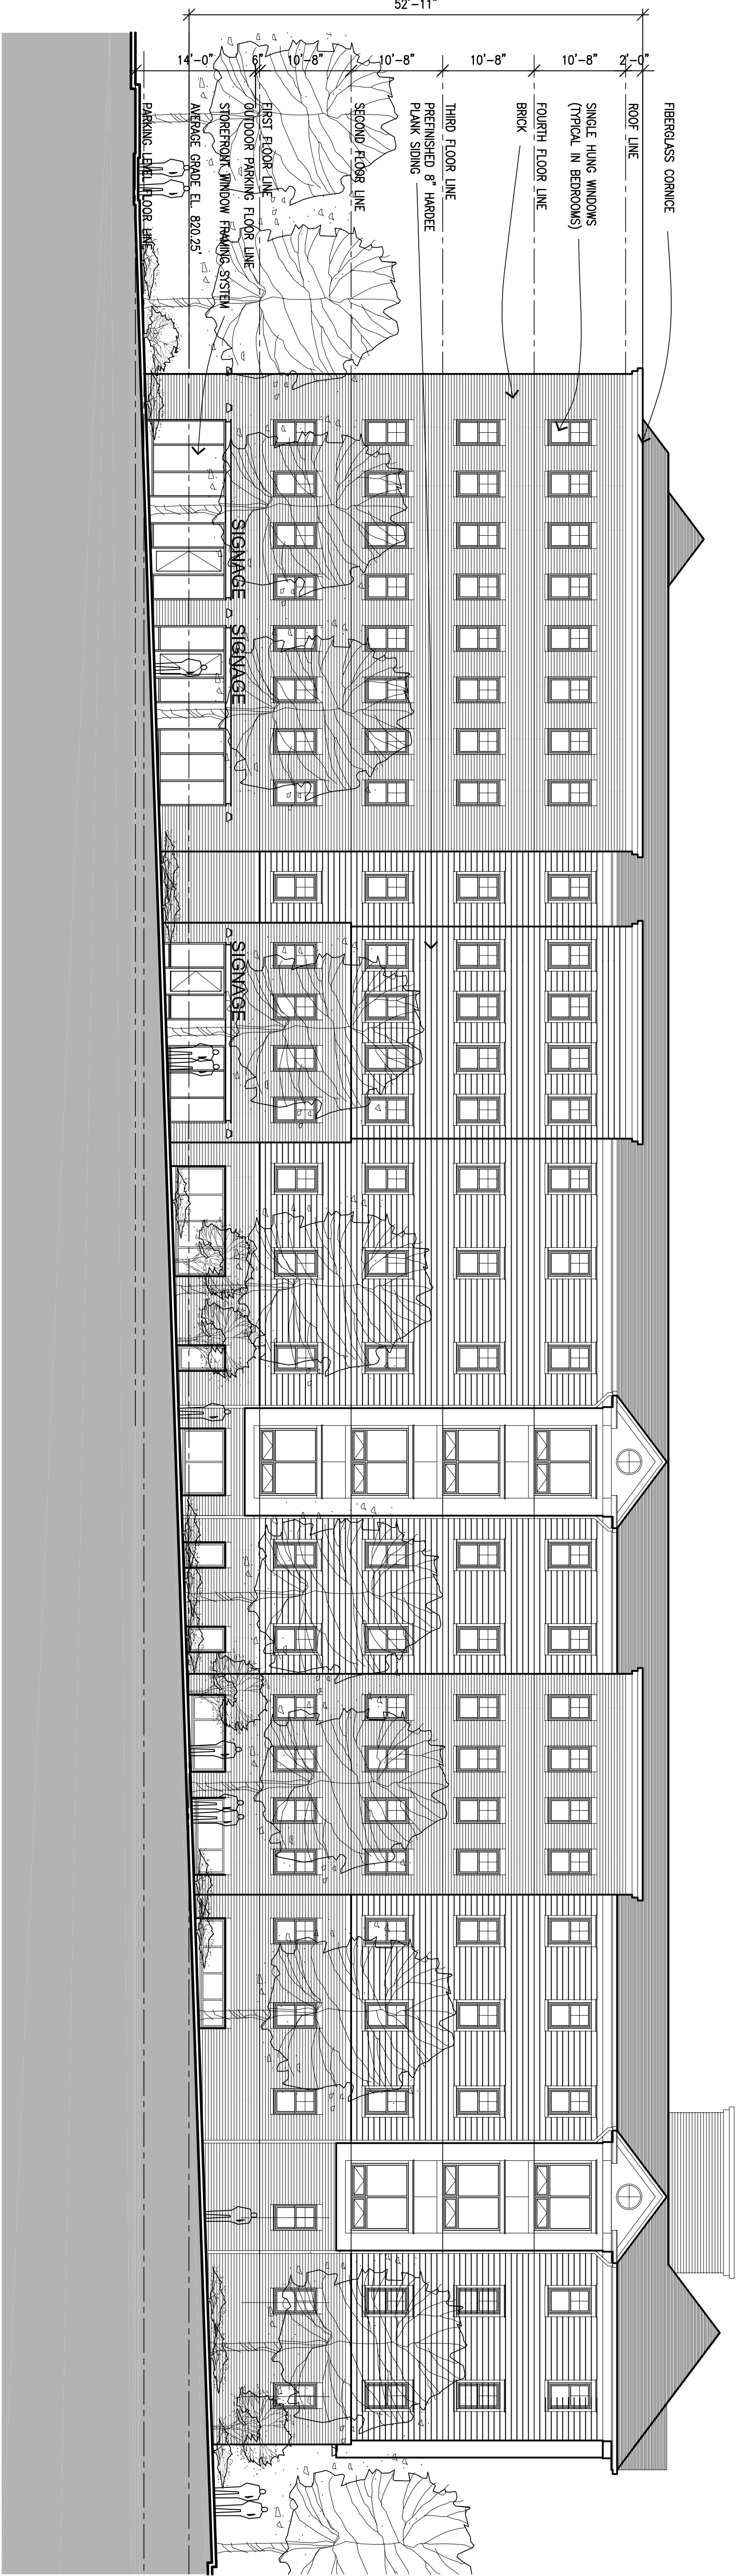 52'-11"
2'-0"
10'-8"
10'-8"
10'-8"
10'-8"
6"
14'-0"
FIBERGLASS CORNICE
ROOF LINE
SINGLE HUNG WINDOWS
(TYPICAL IN BEDROOMS)
FOURTH FLOOR LINE
BRICK
THIRD FLOOR LINE
PREFINISHED 8" HARDEE
PLANK SIDING
SECOND FLOOR LINE
FIRST FLOOR LINE
OUTDOOR PARKING FLOOR LINE
STOREFRONT WINDOW FRAMING SYSTEM
AVERAGE GRADE EL. 820.25'
PARKING LEVEL FLOOR LINE
SIGNAGE
SIGNAGE
SIGNAGE